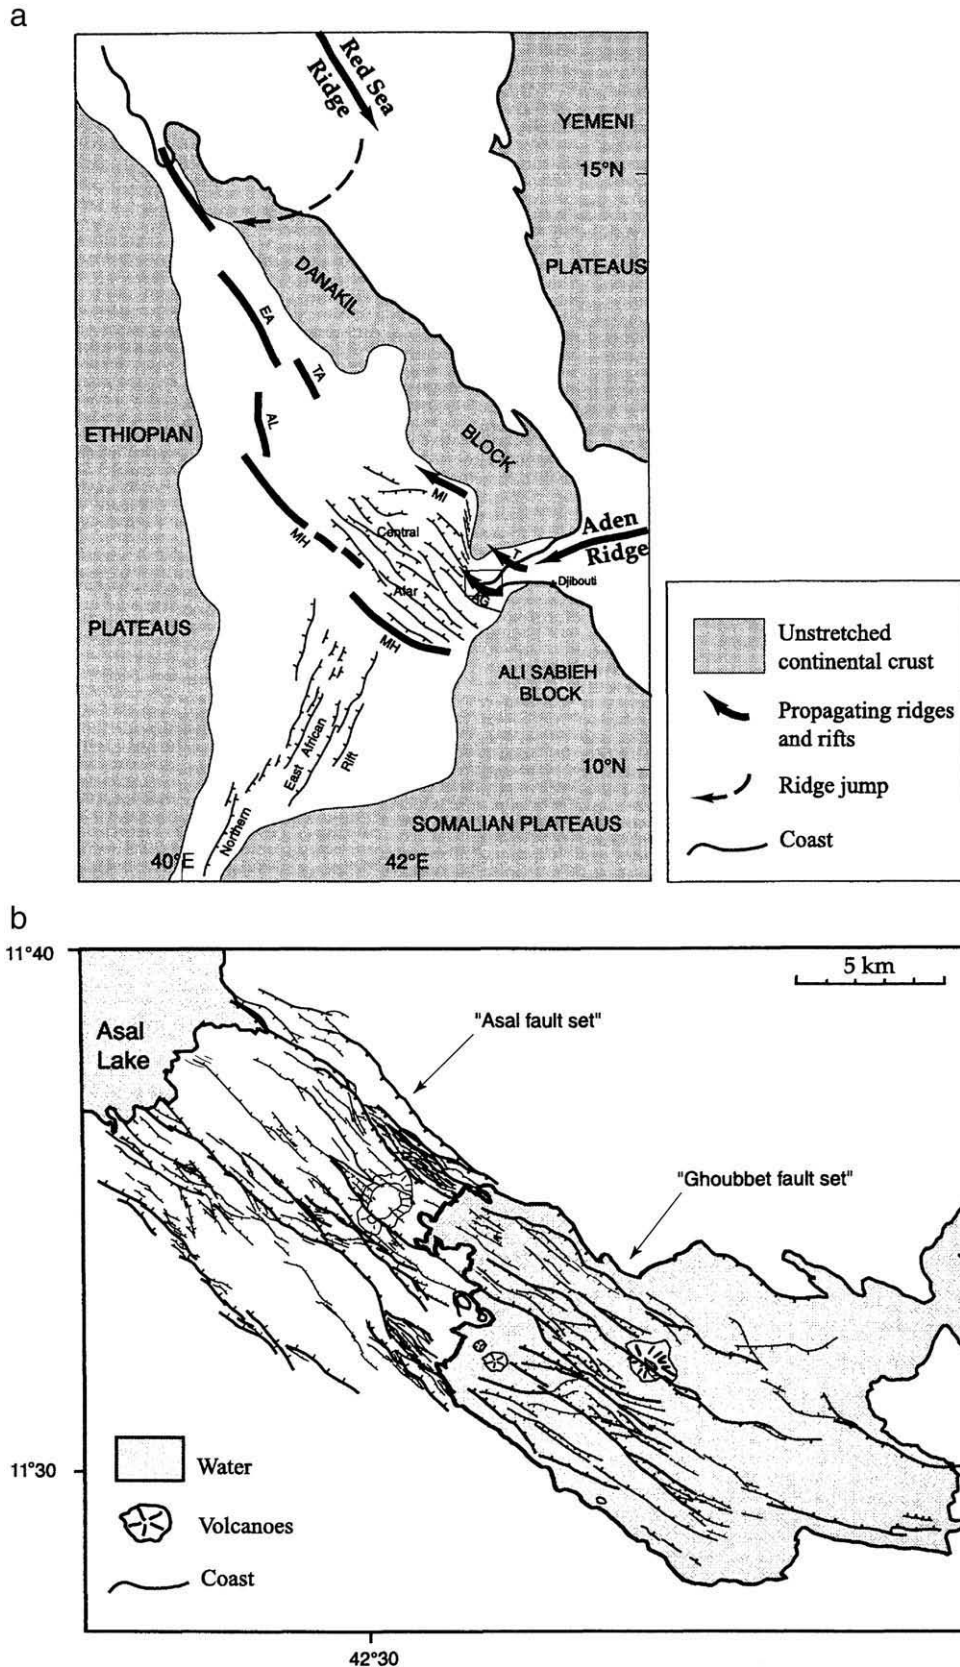 a
Red Sea
Ridge
YEMENI
15°N
PLATEAUS
DANAKIL
EA
TA
AL
ETHIOPIAN
BLOCK
MI
Central
MH
Aden
Ridge
T
Djibouti
AG
Afar
PLATEAUS
MH
ALI SABIEH
BLOCK
East African
Rift
Northern
10°N
SOMALIAN PLATEAUS
40°E
42°E
Unstretched
continental crust
Propagating ridges
and rifts
Ridge jump
Coast
b
11°40
5 km
Asal
Lake
"Asal fault set"
"Ghoubbet fault set"
11°30
Water
Volcanoes
Coast
42°30